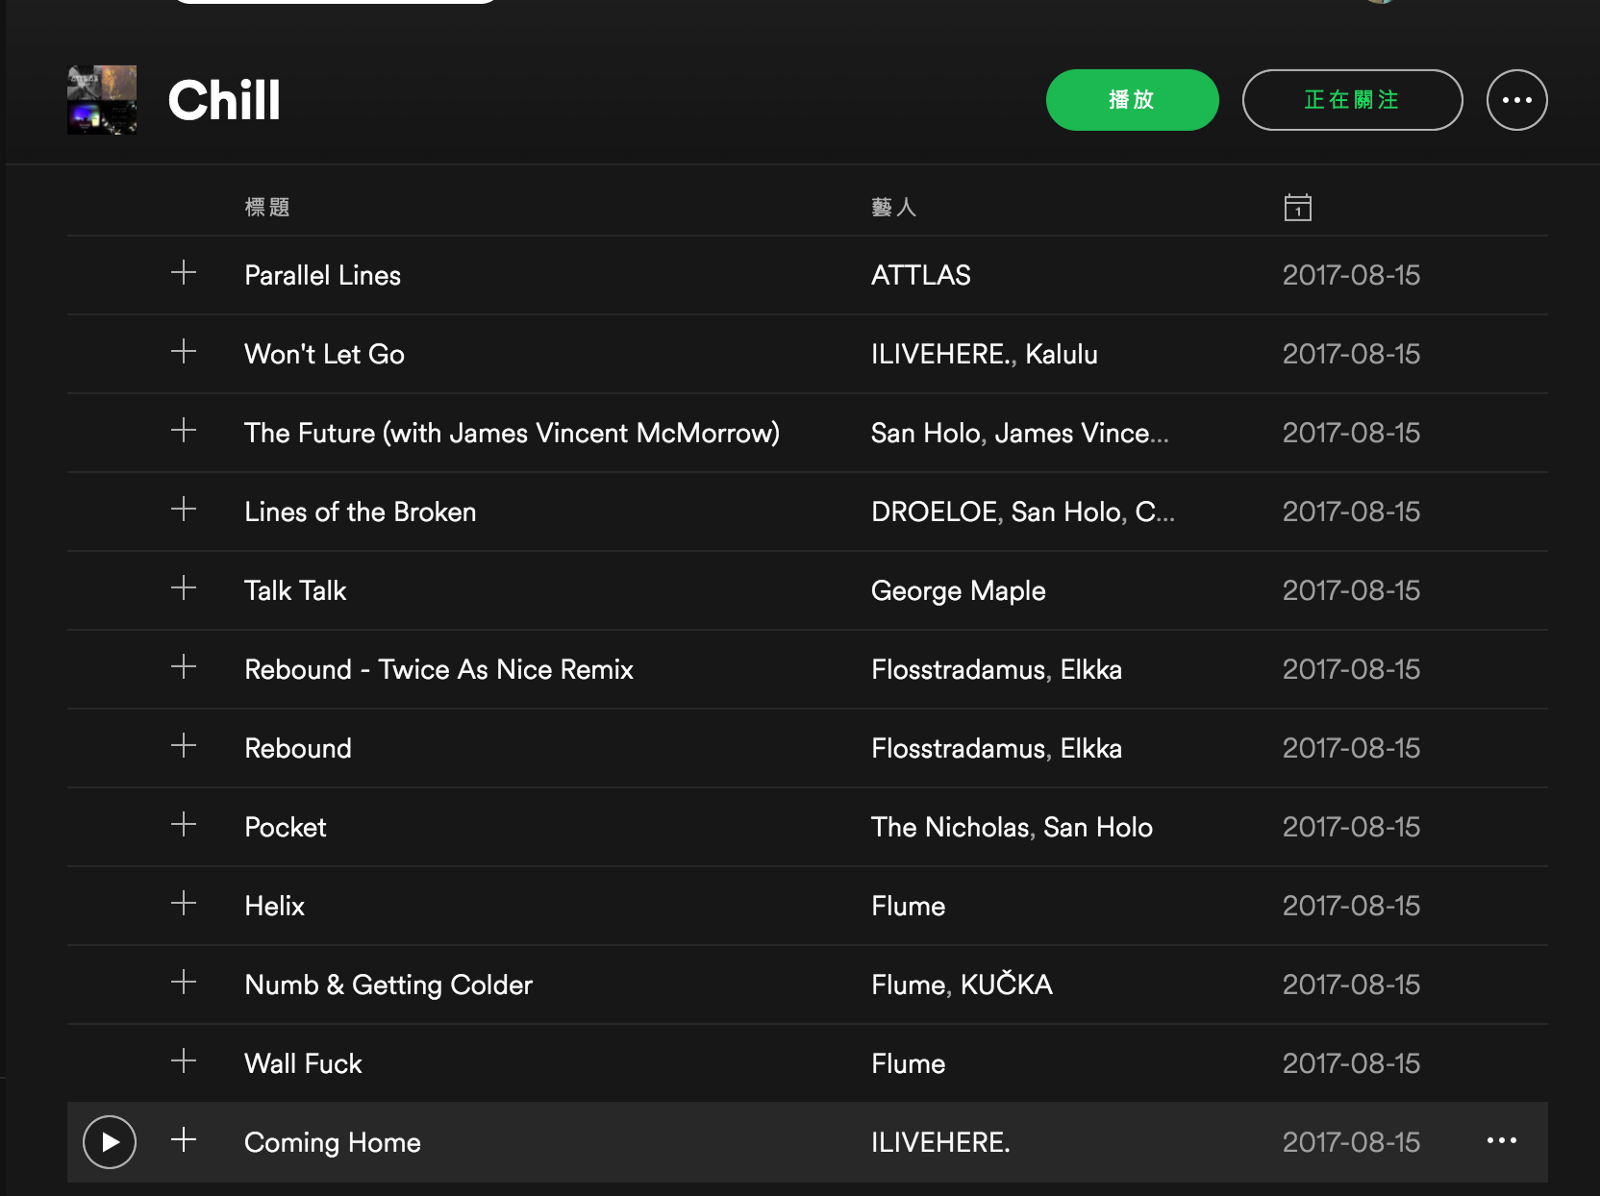 Chill
播放
正在關注
標題 藝人 1
Parallel Lines ATTLAS 2017-08-15
Won't Let Go ILIVEHERE., Kalulu 2017-08-15
The Future (with James Vincent McMorrow) San Holo, James Vince... 2017-08-15
Lines of the Broken DROELOE, San Holo, C... 2017-08-15
Talk Talk George Maple 2017-08-15
Rebound - Twice As Nice Remix Flosstradamus, Elkka 2017-08-15
Rebound Flosstradamus, Elkka 2017-08-15
Pocket The Nicholas, San Holo 2017-08-15
Helix Flume 2017-08-15
Numb & Getting Colder Flume, KUČKA 2017-08-15
Wall Fuck Flume 2017-08-15
Coming Home ILIVEHERE. 2017-08-15